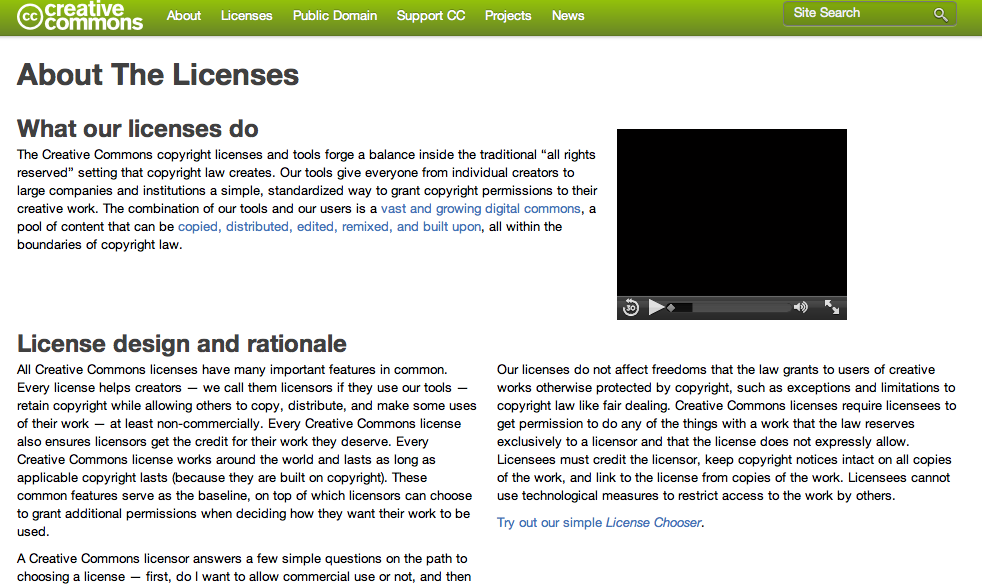 cc creative commons
About Licenses Public Domain Support CC Projects News
Site Search
About The Licenses
What our licenses do
The Creative Commons copyright licenses and tools forge a balance inside the traditional “all rights
reserved” setting that copyright law creates. Our tools give everyone from individual creators to
large companies and institutions a simple, standardized way to grant copyright permissions to their
creative work. The combination of our tools and our users is a vast and growing digital commons, a
pool of content that can be copied, distributed, edited, remixed, and built upon, all within the
boundaries of copyright law.
30
License design and rationale
All Creative Commons licenses have many important features in common.
Every license helps creators — we call them licensors if they use our tools —
retain copyright while allowing others to copy, distribute, and make some uses
of their work — at least non-commercially. Every Creative Commons license
also ensures licensors get the credit for their work they deserve. Every
Creative Commons license works around the world and lasts as long as
applicable copyright lasts (because they are built on copyright). These
common features serve as the baseline, on top of which licensors can choose
to grant additional permissions when deciding how they want their work to be
used.
A Creative Commons licensor answers a few simple questions on the path to
choosing a license — first, do I want to allow commercial use or not, and then
Our licenses do not affect freedoms that the law grants to users of creative
works otherwise protected by copyright, such as exceptions and limitations to
copyright law like fair dealing. Creative Commons licenses require licensees to
get permission to do any of the things with a work that the law reserves
exclusively to a licensor and that the license does not expressly allow.
Licensees must credit the licensor, keep copyright notices intact on all copies
of the work, and link to the license from copies of the work. Licensees cannot
use technological measures to restrict access to the work by others.
Try out our simple License Chooser.